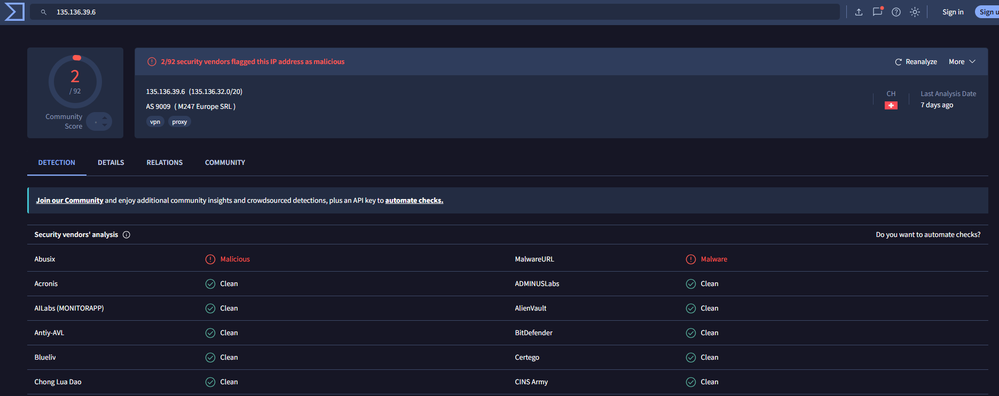 135.136.39.6
Sign in
Sign u
2
/ 92
Community
Score
2/92 security vendors flagged this IP address as malicious
Reanalyze
More
135.136.39.6 (135.136.32.0/20)
AS 9009 ( M247 Europe SRL )
vpn
proxy
CH
Last Analysis Date
7 days ago
DETECTION DETAILS RELATIONS COMMUNITY
Join our Community and enjoy additional community insights and crowdsourced detections, plus an API key to automate checks.
Security vendors' analysis
Do you want to automate checks?
Abusix Malicious MalwareURL Malware
Acronis Clean ADMINUSLabs Clean
AILabs (MONITORAPP) Clean AlienVault Clean
Antiy-AVL Clean BitDefender Clean
Blueliv Clean Certego Clean
Chong Lua Dao Clean CINS Army Clean